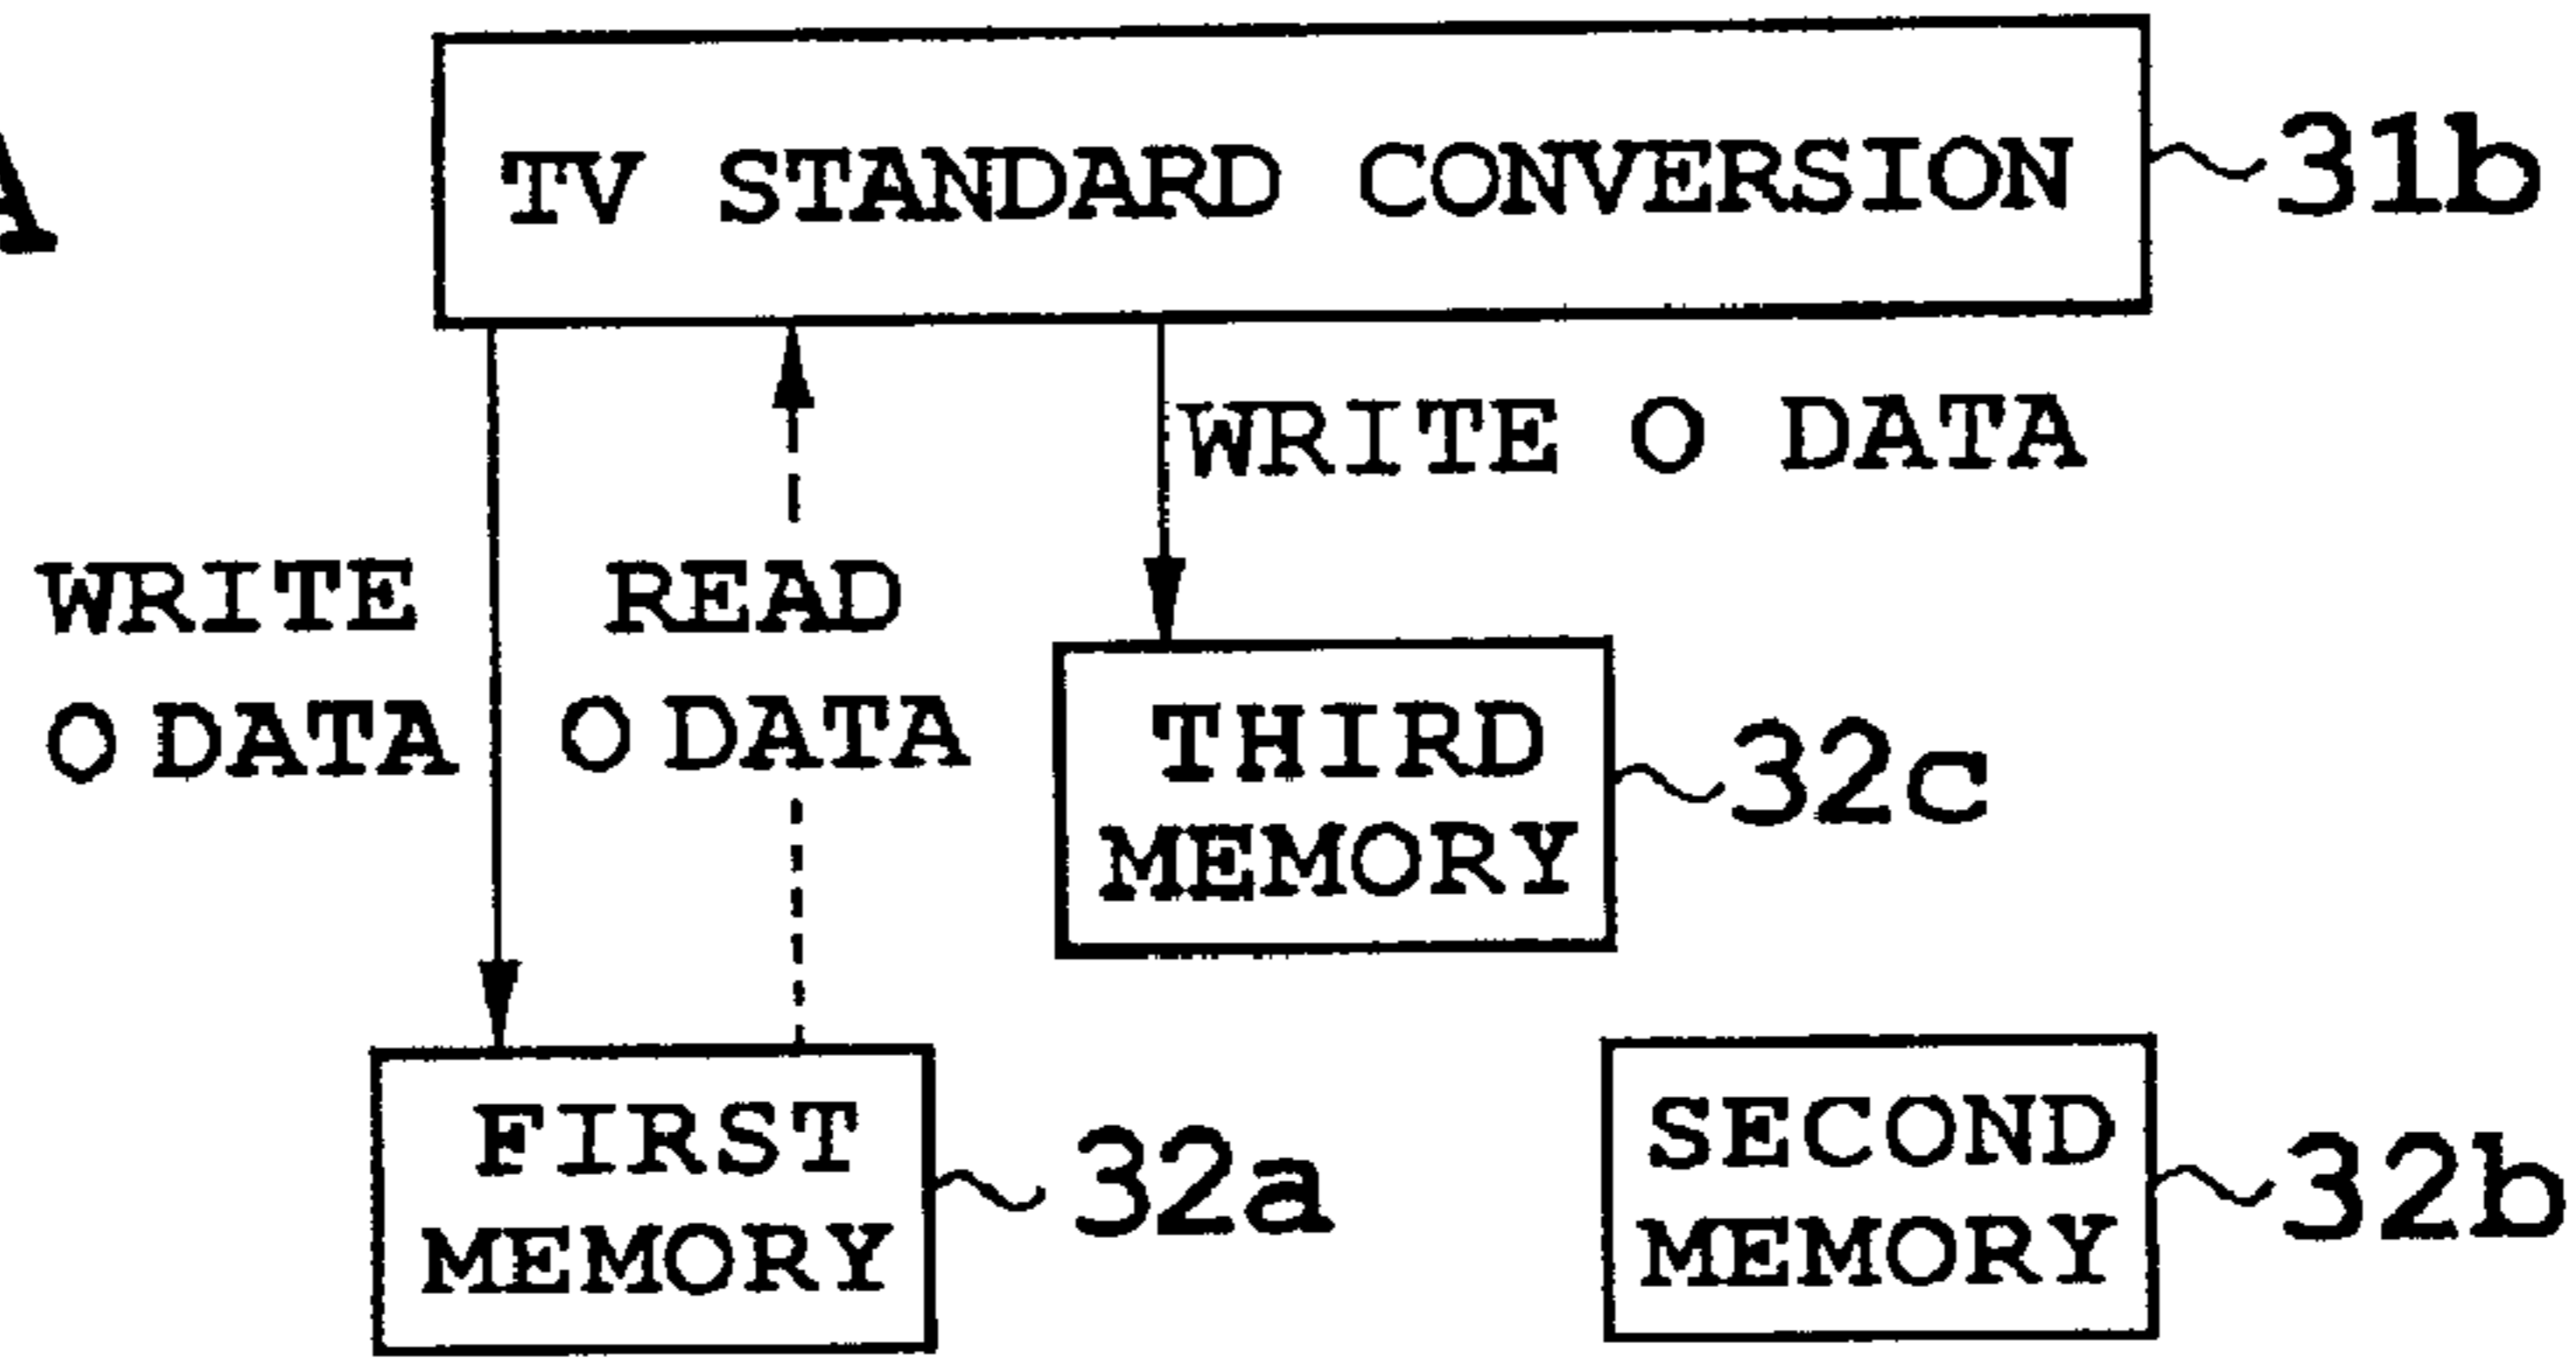 A
TV STANDARD CONVERSION 31b
WRITE O DATA
WRITE
O DATA
READ
O DATA
THIRD
MEMORY
32c
FIRST
MEMORY
32a
SECOND
MEMORY
32b